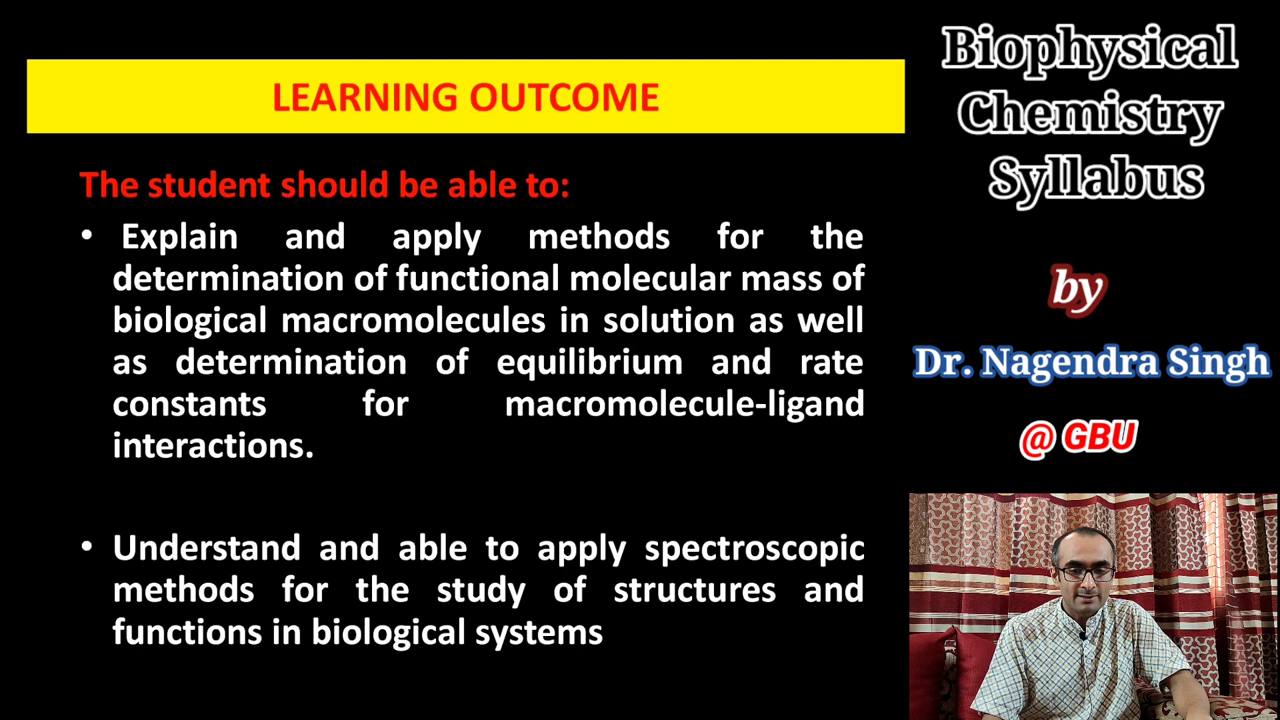 LEARNING OUTCOME
The student should be able to:
• Explain and apply methods for the
determination of functional molecular mass of
biological macromolecules in solution as well
as determination of equilibrium and rate
constants for macromolecule-ligand
interactions.
• Understand and able to apply spectroscopic
methods for the study of structures and
functions in biological systems
Biophysical
Chemistry
Syllabus
by
Dr. Nagendra Singh
@ GBU